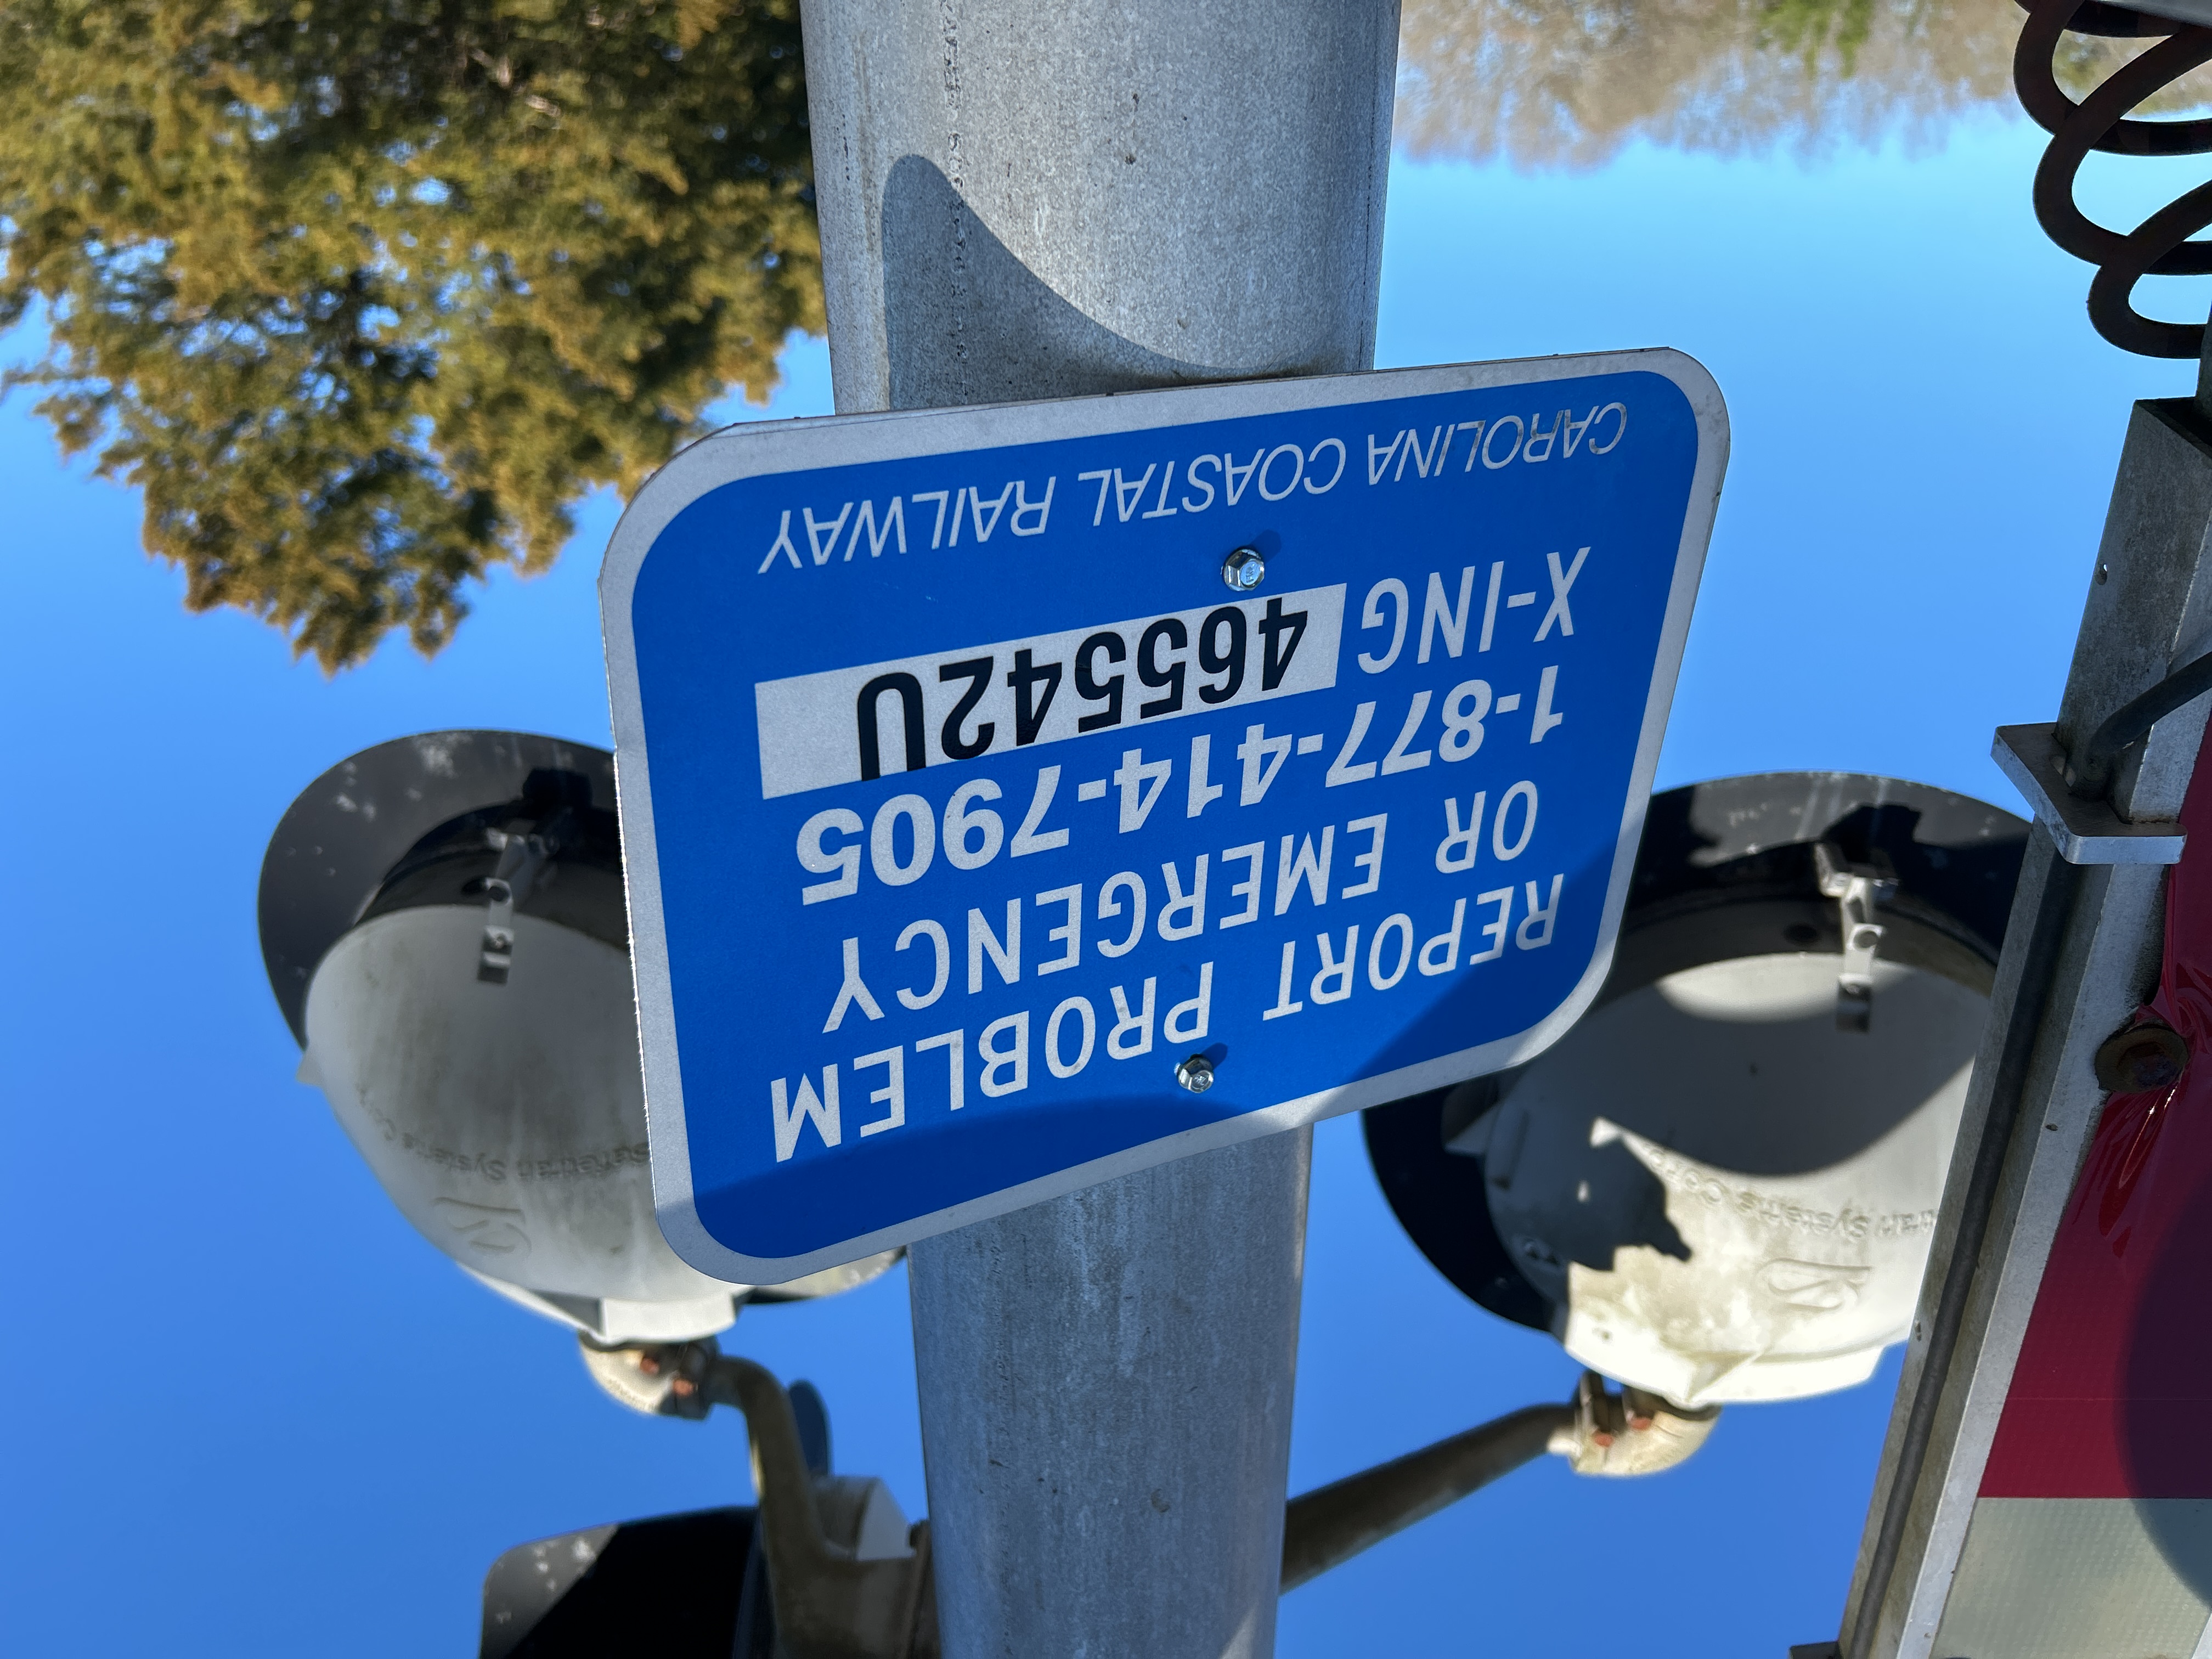 REPORT PROBLEM
OR EMERGENCY
1-877-414-7905
X-ING 465542U
CAROLINA COASTAL RAILWAY